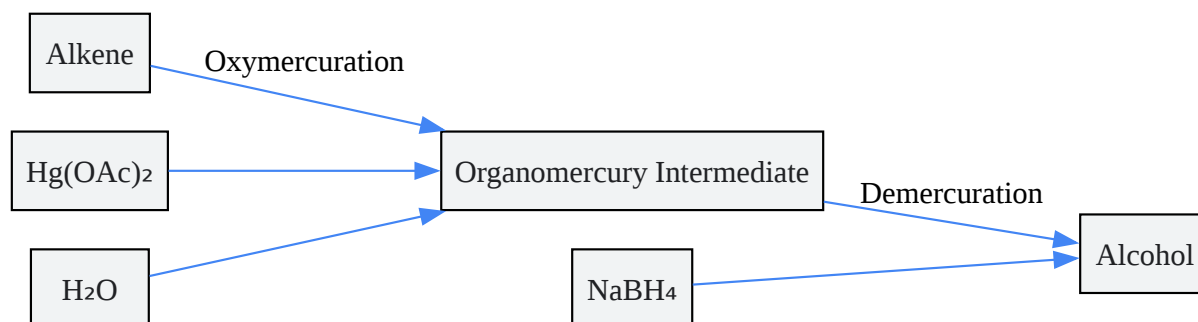 Alkene
Oxymercuration
Hg(OAc)₂
Organomercury Intermediate
Demercuration
Alcohol
H₂O
NaBH₄